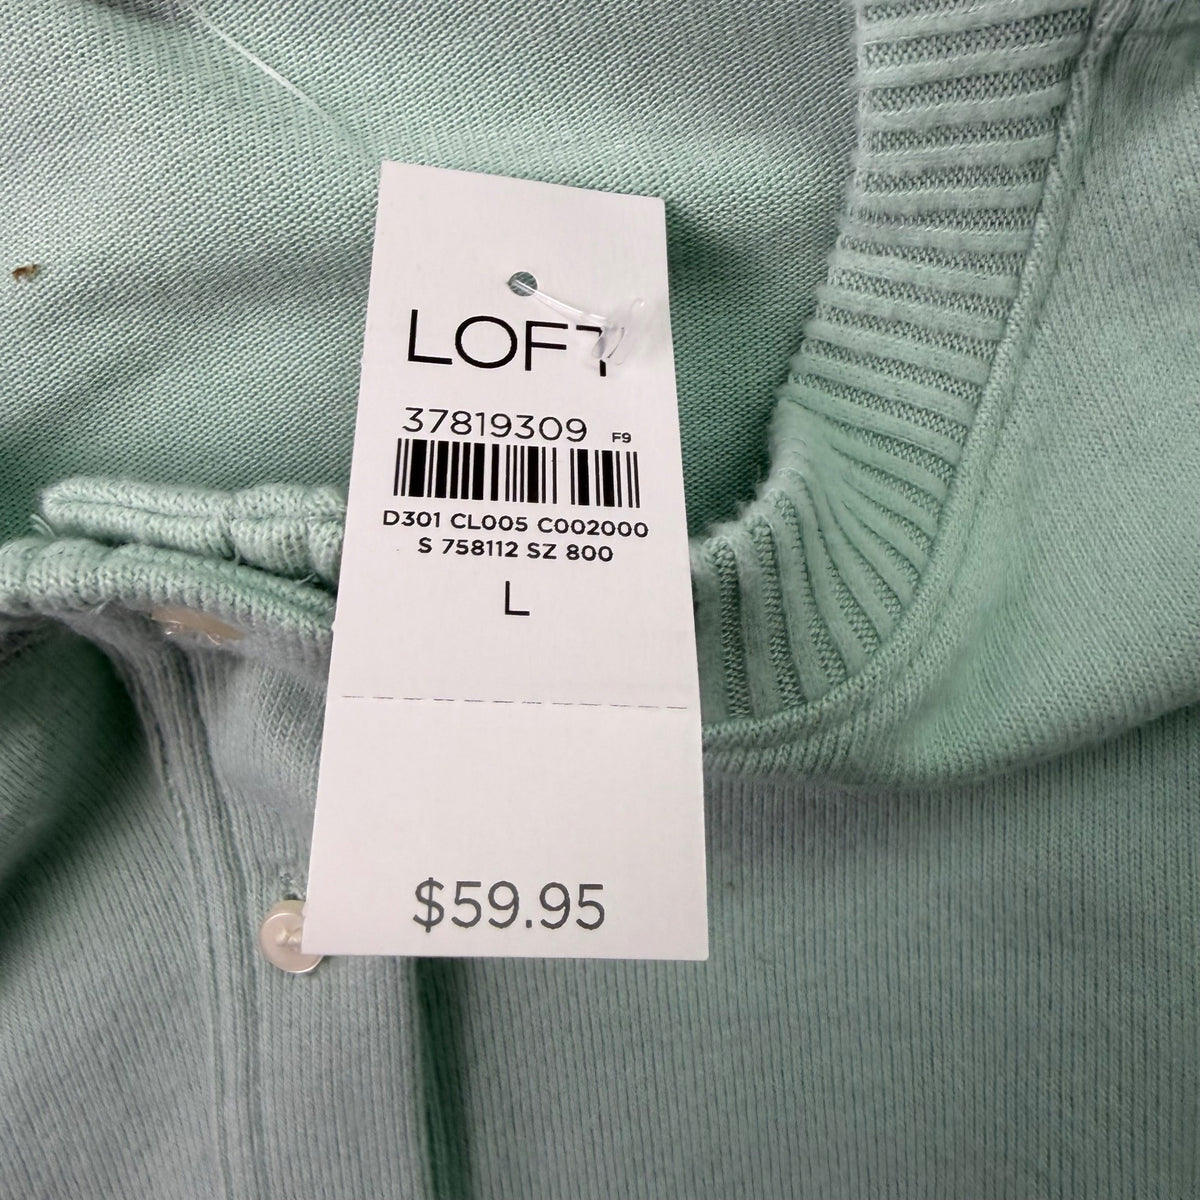 LOFT
37819309 F9
D301 CL005 C002000
S 758112 SZ 800
L
$59.95